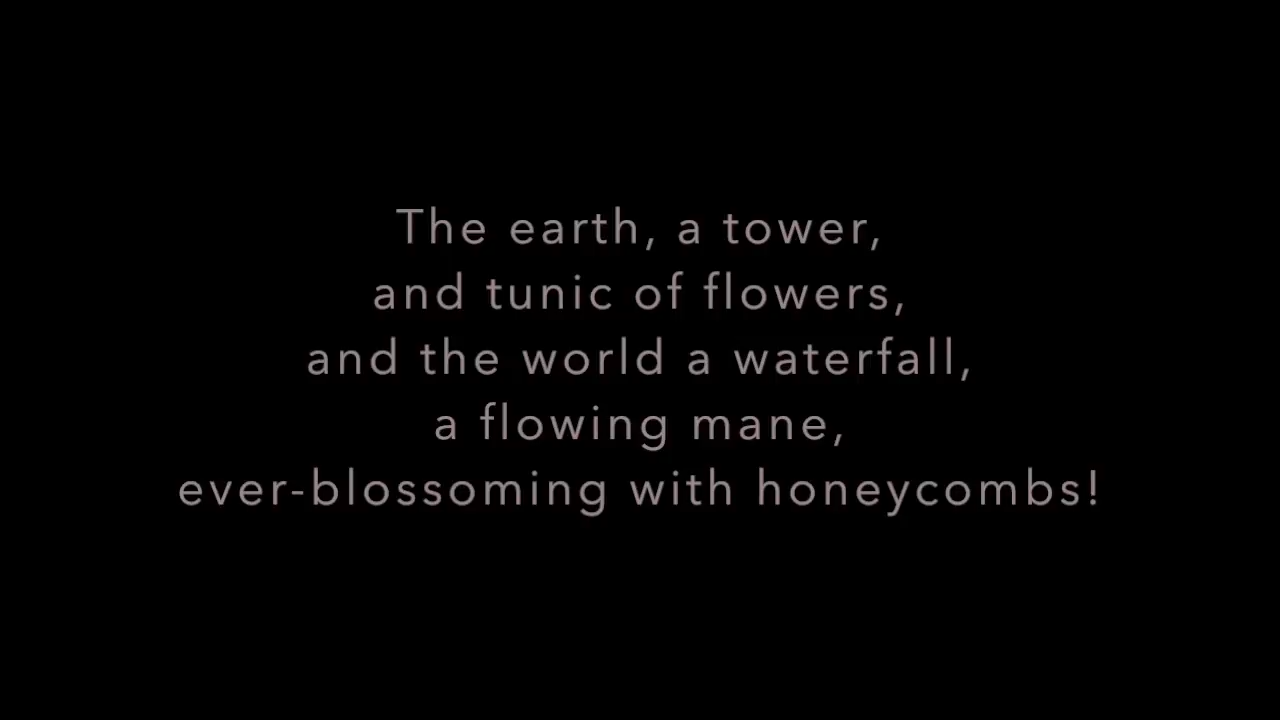 The earth, a tower,
and tunic of flowers,
and the world a waterfall,
a flowing mane,
ever-blossoming with honeycombs!